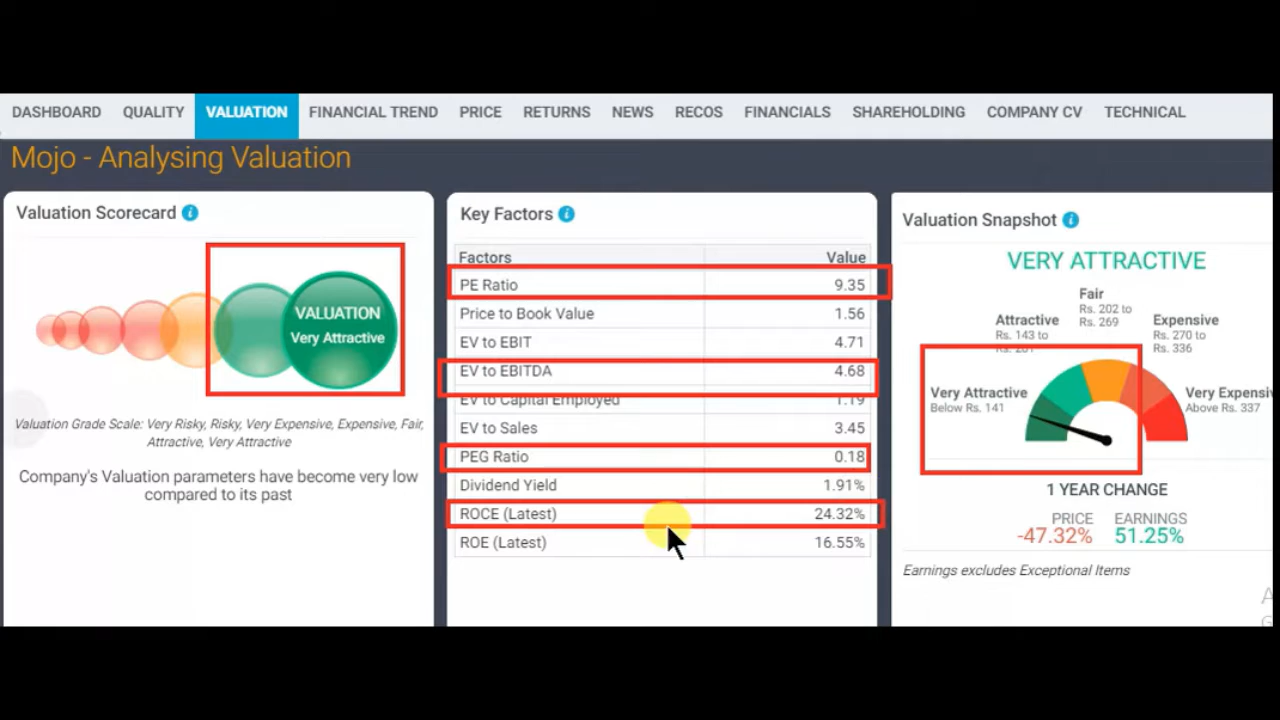 DASHBOARD QUALITY VALUATION FINANCIAL TREND PRICE RETURNS NEWS RECOS FINANCIALS SHAREHOLDING COMPANY CV TECHNICAL
Mojo - Analysing Valuation
Valuation Scorecard
VALUATION
Very Attractive
Valuation Grade Scale: Very Risky, Risky, Very Expensive, Expensive, Fair,
Attractive, Very Attractive
Company's Valuation parameters have become very low
compared to its past
Key Factors
Factors Value
PE Ratio 9.35
Price to Book Value 1.56
EV to EBIT 4.71
EV to EBITDA 4.68
EV to Capital Employed 1.19
EV to Sales 3.45
PEG Ratio 0.18
Dividend Yield 1.91%
ROCE (Latest) 24.32%
ROE (Latest) 16.55%
Valuation Snapshot
VERY ATTRACTIVE
Fair
Rs. 202 to
Rs. 269
Attractive
Rs. 143 to
Rs. 201
Expensive
Rs. 270 to
Rs. 336
Very Attractive
Below Rs. 141
Very Expensiv
Above Rs. 337
1 YEAR CHANGE
PRICE EARNINGS
-47.32% 51.25%
Earnings excludes Exceptional Items